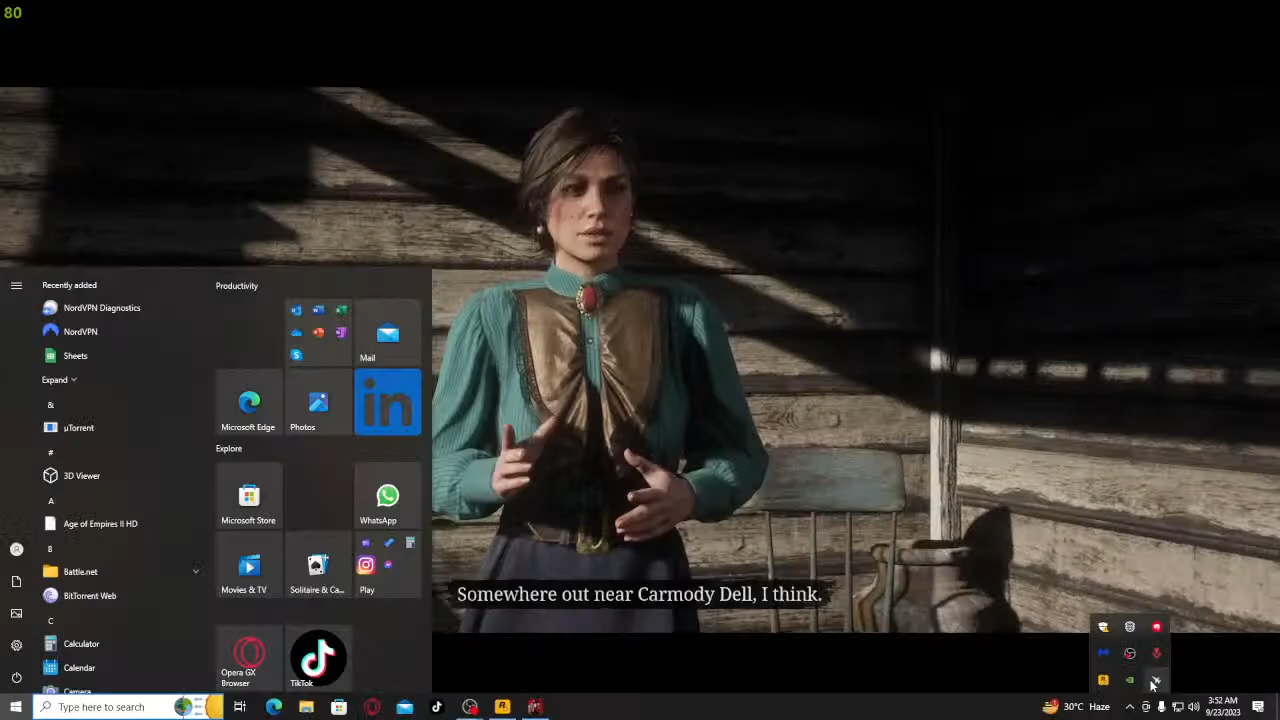 80
Recently added
NordVPN Diagnostics
NordVPN
Sheets
Expand
&
µTorrent
#
3D Viewer
A
Age of Empires II HD
B
Battle.net
BitTorrent Web
C
Calculator
Calendar
Camera
Productivity
Mail
Microsoft Edge
Photos
in
Explore
Microsoft Store
WhatsApp
Movies & TV
Solitaire & Ca...
Play
Opera GX
Browser
TikTok
Somewhere out near Carmody Dell, I think.
Type here to search
30°C Haze
3:52 AM
9/23/2023